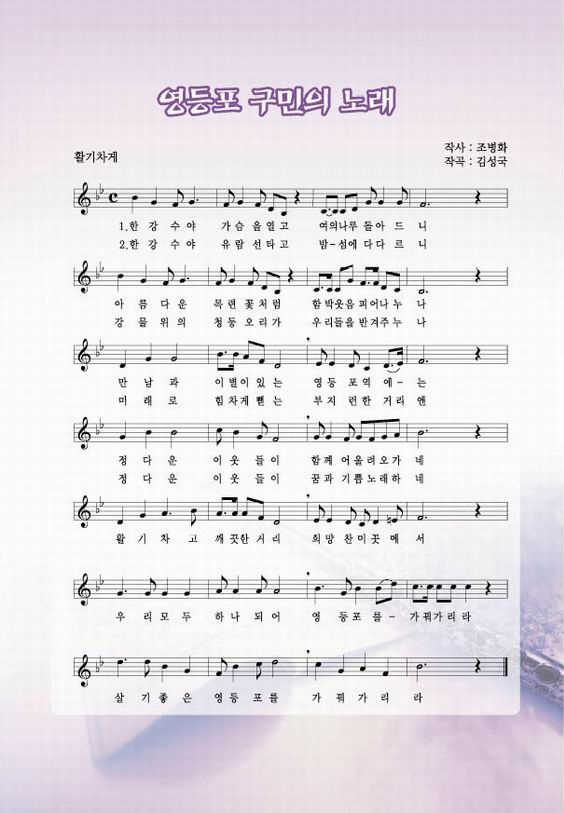 영등포 구민의 노래
활기차게
작사 : 조병화
작곡 : 김성국
1.한 강 수 야 가슴 을 열 고 여의나루 돌아 드 니
2.한 강 수 야 유람 선 타 고 밤-섬에 다 다 르 니
아 름 다 운 목 련 꽃 처 럼 함박웃음 피어나 누 나
강 물 위 의 청둥 오리 가 우리들을 반겨주 누 나
만 남 과 이별이 있 는 영등 포역 에- 는
미 래 로 힘차게 뻗 는 부지 런한 거리 엔
정 다 운 이 웃 들 이 함께 어울려오가 네
정 다 운 이 웃 들 이 꿈과 기쁨노래하 네
활 기 차 고 깨 끗한 거 리 희망 찬이곳 에 서
우 리 모 두 하 나 되 어 영 등포 를- 가꿔가리 라
살 기 좋 은 영 등 포 를 가 꿔 가 리 라